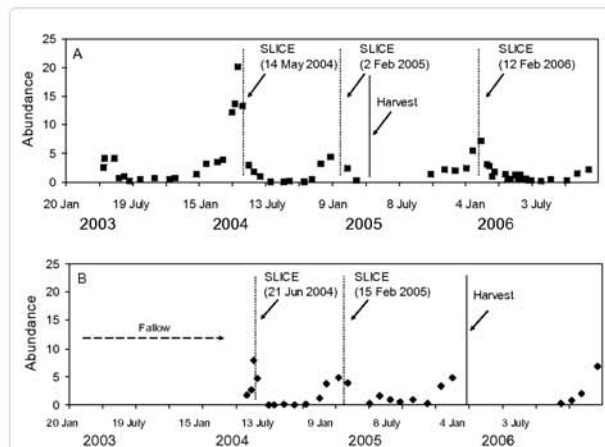 A
SLICE
(14 May 2004)
SLICE
(2 Feb 2005)
Harvest
SLICE
(12 Feb 2006)
Abundance
25
20
15
10
5
0
20 Jan 19 July 15 Jan 13 July 9 Jan 8 July 4 Jan 3 July
2003 2004 2005 2006
B
SLICE
(21 Jun 2004)
SLICE
(15 Feb 2005)
Harvest
Fallow
Abundance
25
20
15
10
5
0
20 Jan 19 July 15 Jan 13 July 9 Jan 8 July 4 Jan 3 July
2003 2004 2005 2006